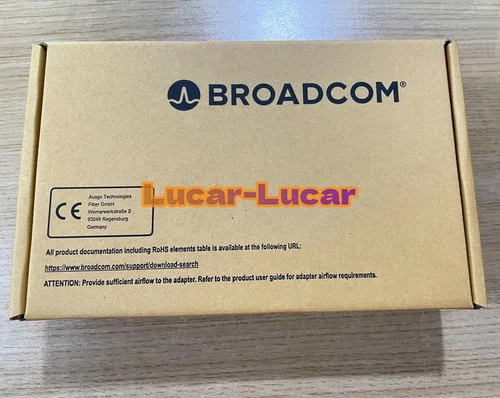 BROADCOM®
Lucar-Lucar
CE
Avago Technologies
Fiber GmbH
Wernerwerkstraße 2
93049 Regensburg
Germany
All product documentation including RoHS elements table is available at the following URL:
https://www.broadcom.com/support/download-search
ATTENTION: Provide sufficient airflow to the adapter. Refer to the product user guide for adapter airflow requirements.